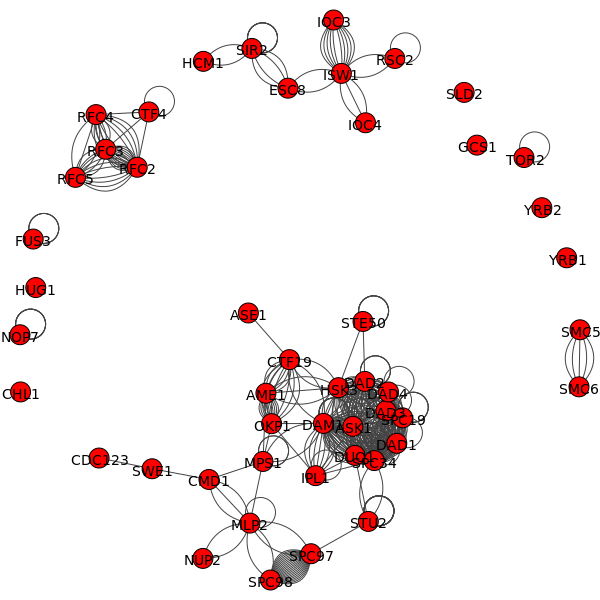 IOC3
SIR2
HCM1
RSC2
ISW1
ESC8
SLD2
IOC4
RFC4
CTF4
RFC3
GCS1
TOR2
RFC2
RFC5
YRB2
FUS3
YRB1
HUG1
ASE1
STE50
SMC5
NOP7
CTF19
DAD2
HSK3
SMC6
CHL1
AME1
DAD4
DAD3
SPC19
OKP1
DAM1
ASK1
DAD1
CDC123
SWE1
MPS1
DUO1
SPC34
CMD1
IPL1
MLP2
STU2
NUP2
SPC97
SPC98